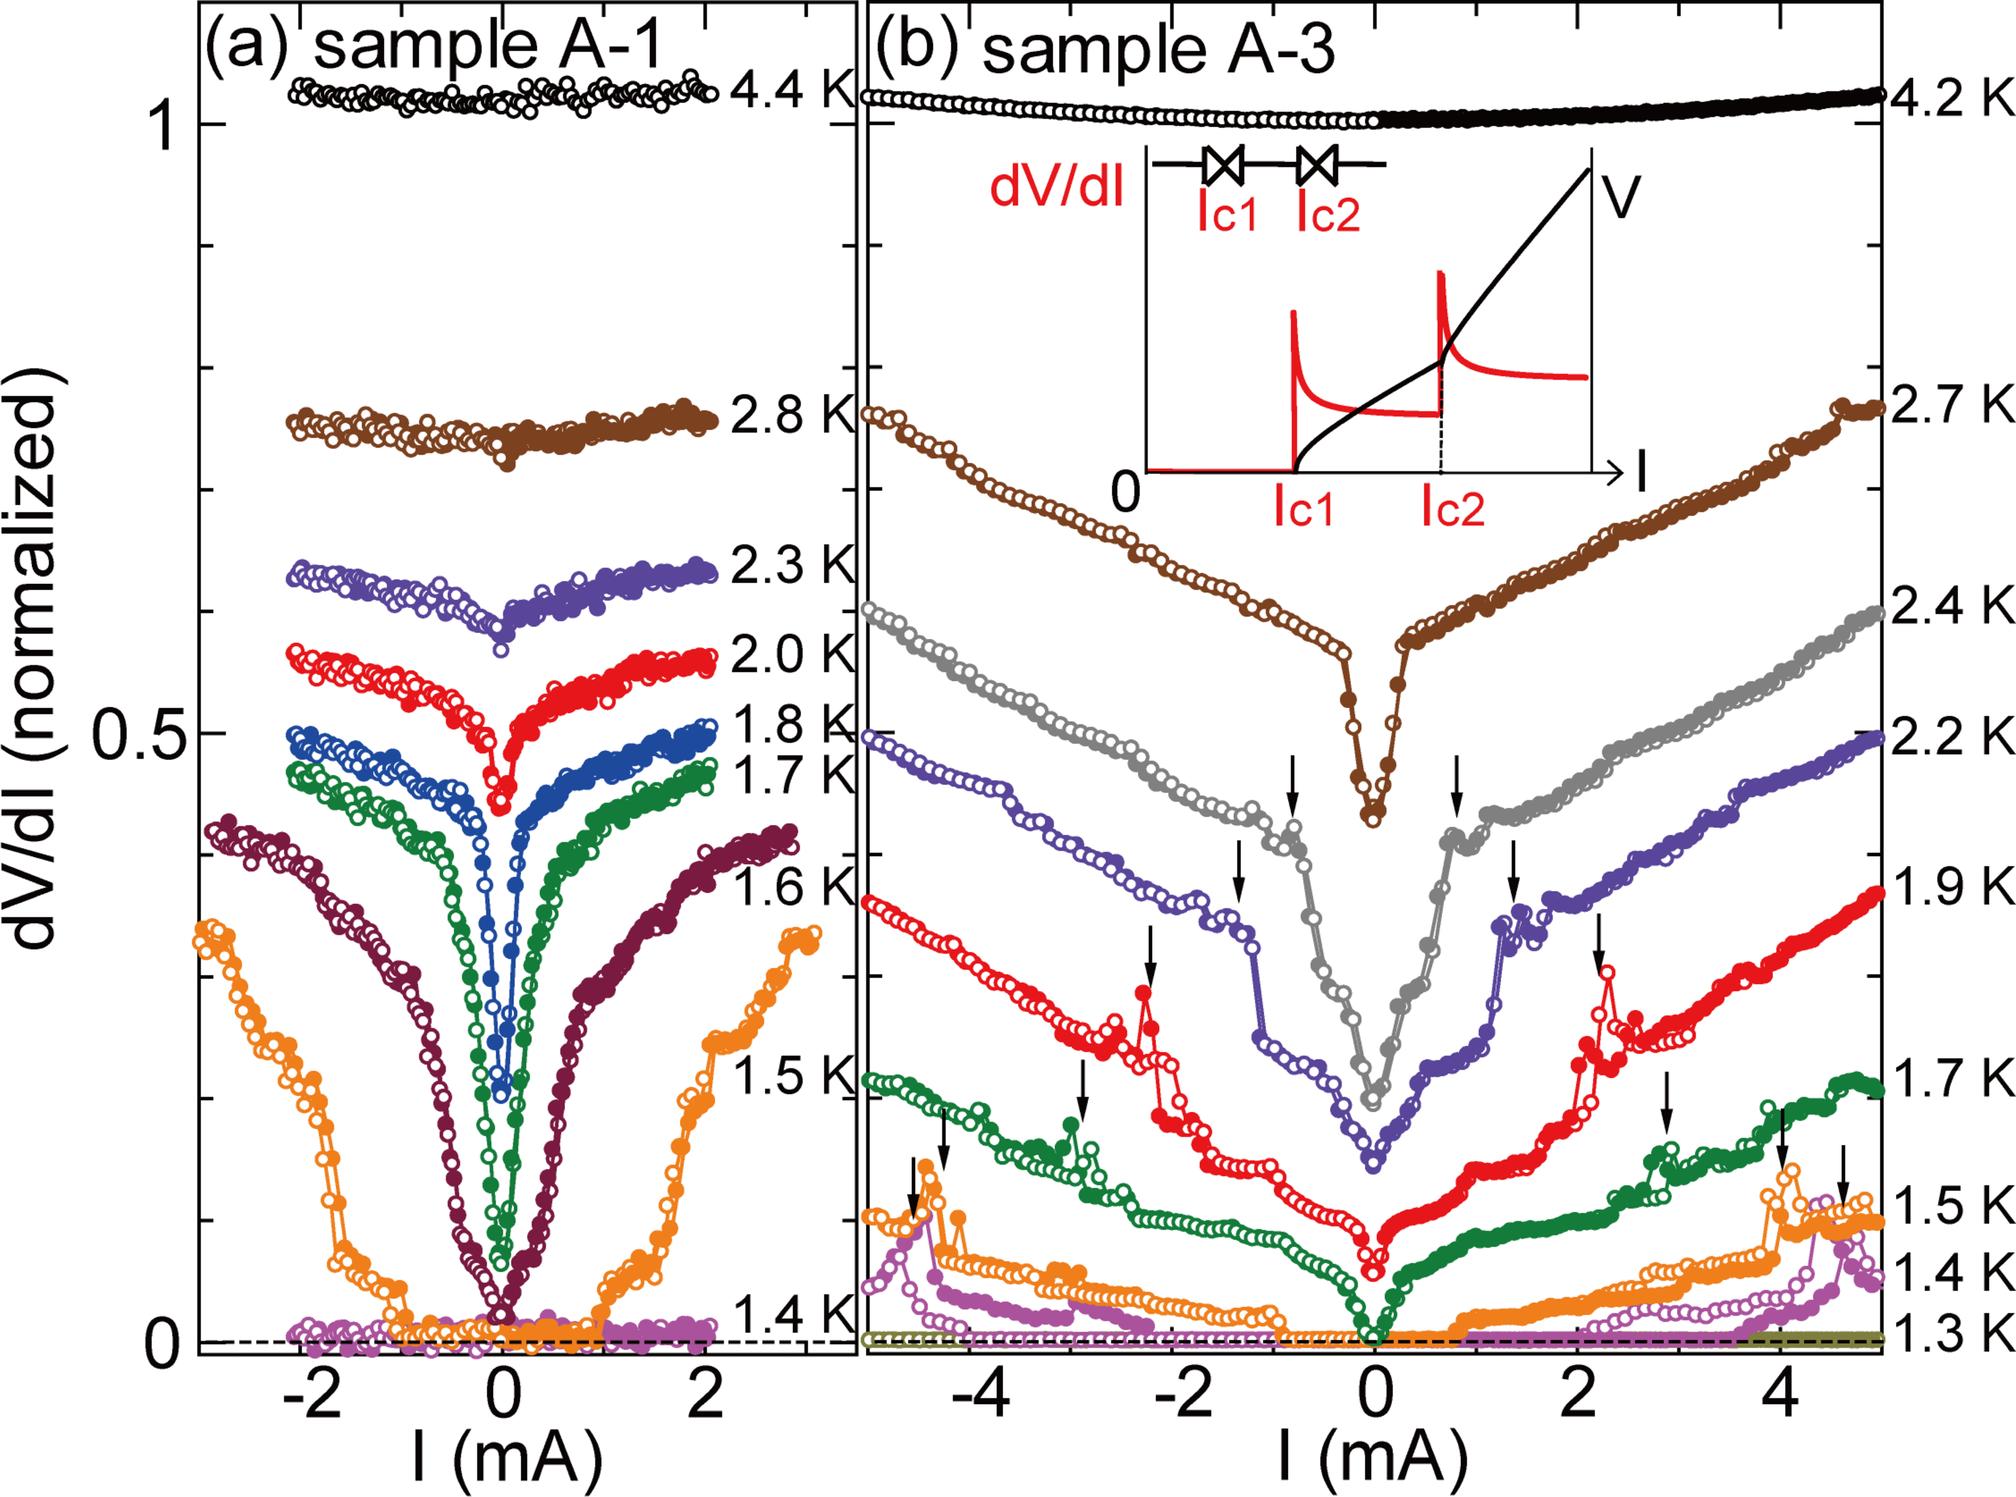 (a) sample A-1
4.4 K
2.8 K
2.3 K
2.0 K
1.8 K
1.7 K
1.6 K
1.5 K
1.4 K
1
0.5
0
dV/dI (normalized)
-2 0 2
I (mA)
(b) sample A-3
4.2 K
2.7 K
2.4 K
2.2 K
1.9 K
1.7 K
1.5 K
1.4 K
1.3 K
dV/dI
Ic1 Ic2
V
0
I
Ic1 Ic2
-4 -2 0 2 4
I (mA)